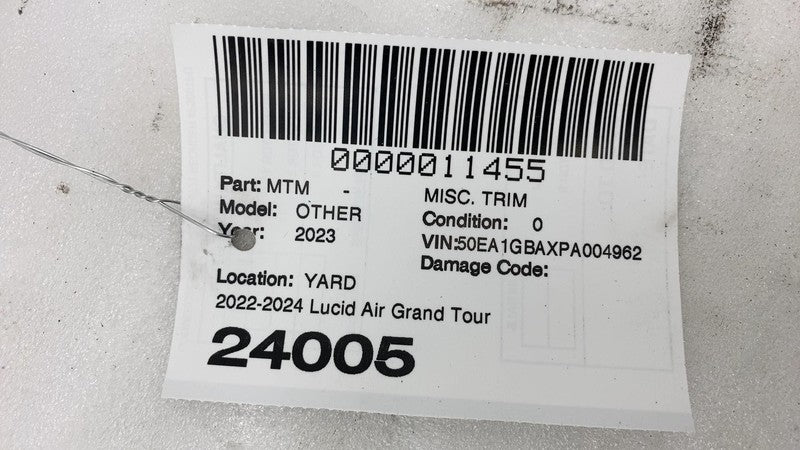 0000011455
Part: MTM - MISC. TRIM
Model: OTHER Condition: 0
Year: 2023 VIN:50EA1GBAXPA004962
Damage Code:
Location: YARD
2022-2024 Lucid Air Grand Tour
24005